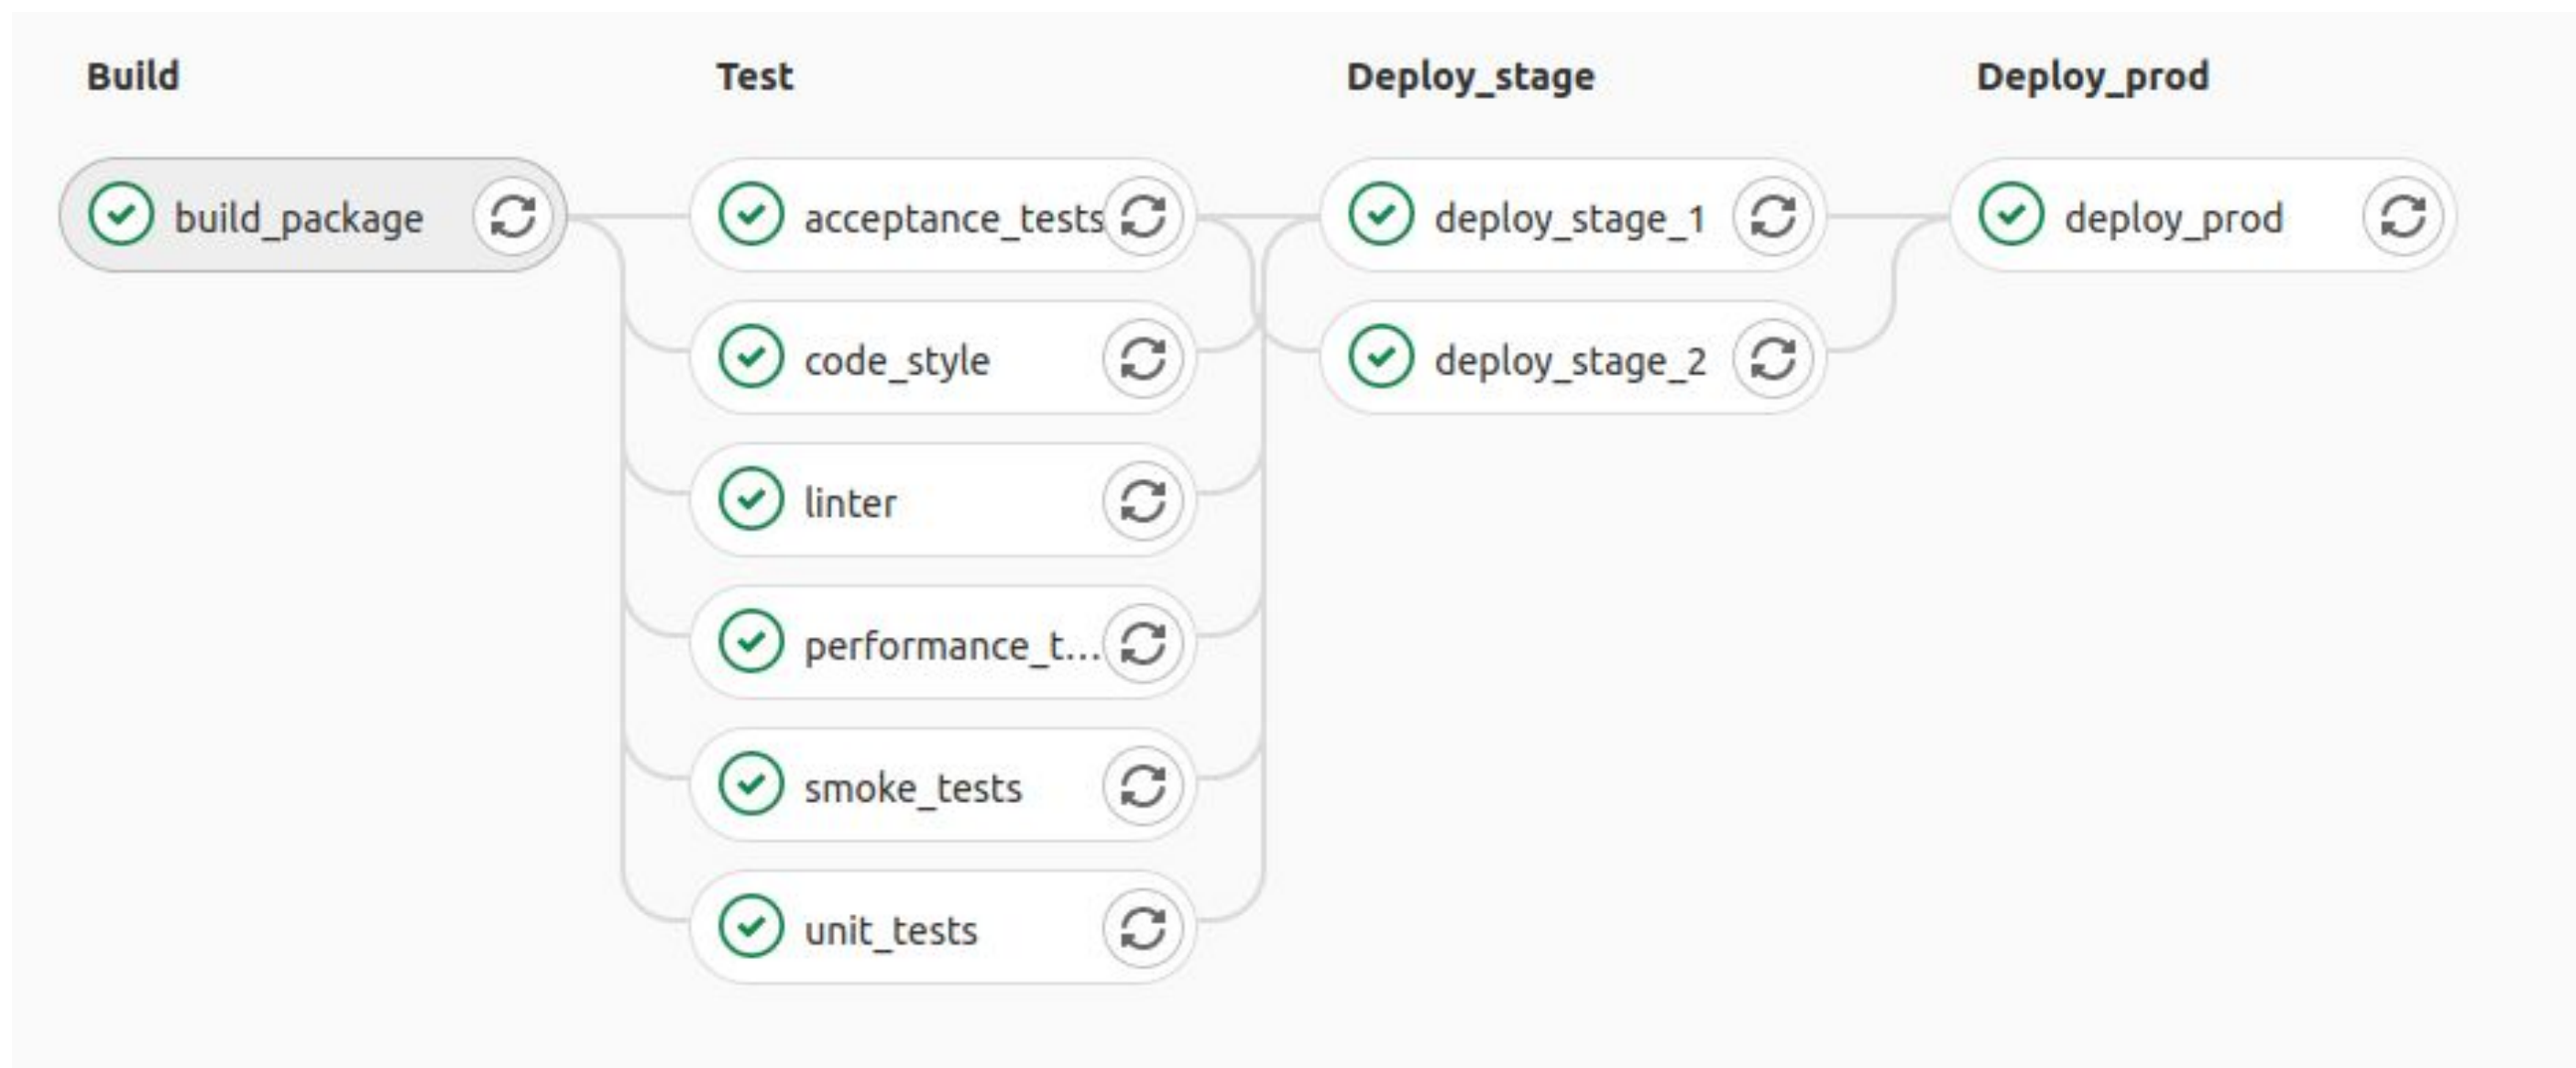 Build
build_package
Test
acceptance_tests
code_style
linter
performance_t...
smoke_tests
unit_tests
Deploy_stage
deploy_stage_1
deploy_stage_2
Deploy_prod
deploy_prod